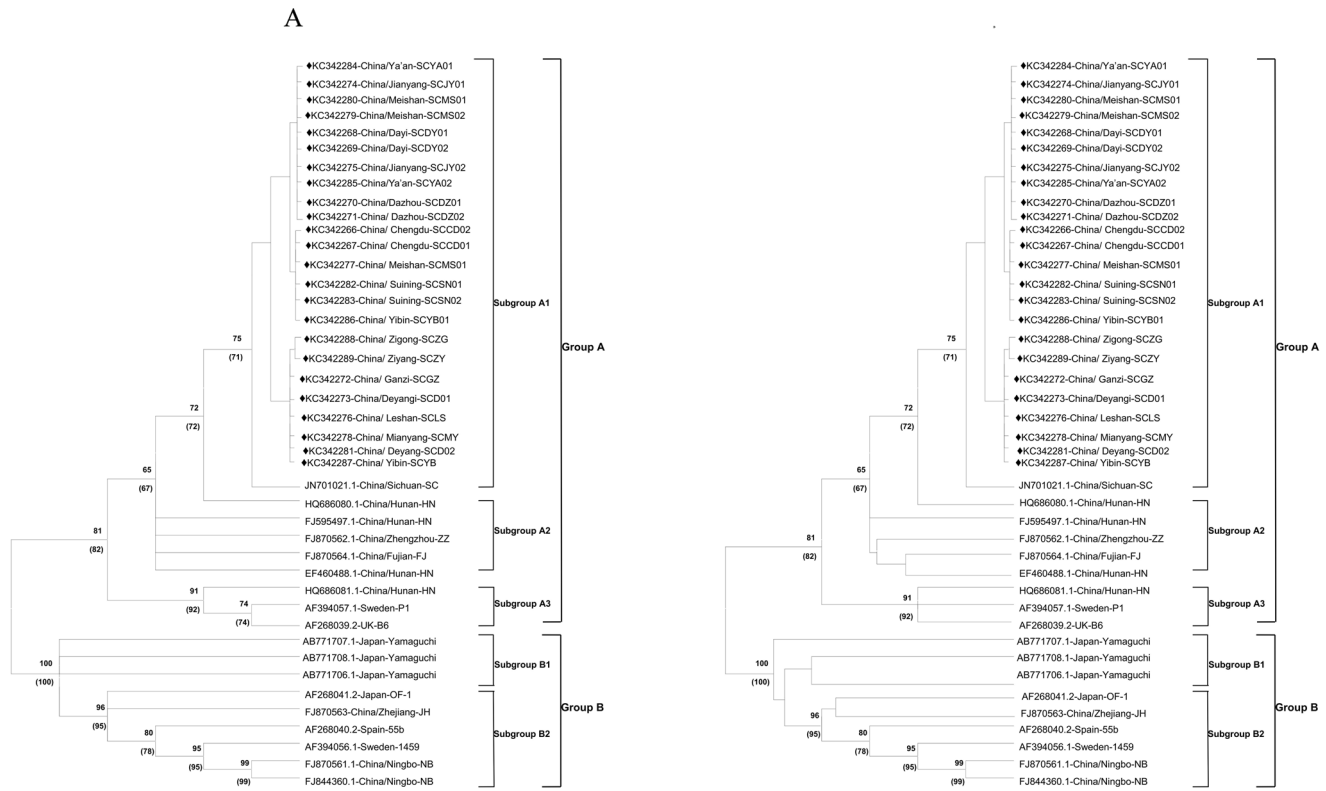 A
♦KC342284-China/Ya'an-SCYA01
♦KC342274-China/Jianyang-SCJY01
♦KC342280-China/Meishan-SCMS01
♦KC342279-China/Meishan-SCMS02
♦KC342268-China/Dayi-SCDY01
♦KC342269-China/Dayi-SCDY02
♦KC342275-China/Jianyang-SCJY02
♦KC342285-China/Ya'an-SCYA02
♦KC342270-China/Dazhou-SCDZ01
♦KC342271-China/ Dazhou-SCDZ02
♦KC342266-China/ Chengdu-SCCD02
♦KC342267-China/ Chengdu-SCCD01
♦KC342277-China/ Meishan-SCMS01
♦KC342282-China/ Suining-SCSN01
♦KC342283-China/ Suining-SCSN02
♦KC342286-China/ Yibin-SCYB01
♦KC342288-China/ Zigong-SCZG
♦KC342289-China/ Ziyang-SCZY
♦KC342272-China/ Ganzi-SCGZ
♦KC342273-China/Deyangi-SCD01
♦KC342276-China/ Leshan-SCLS
♦KC342278-China/ Mianyang-SCMY
♦KC342281-China/ Deyang-SCD02
♦KC342287-China/ Yibin-SCYB
JN701021.1-China/Sichuan-SC
HQ686080.1-China/Hunan-HN
FJ595497.1-China/Hunan-HN
FJ870562.1-China/Zhengzhou-ZZ
FJ870564.1-China/Fujian-FJ
EF460488.1-China/Hunan-HN
HQ686081.1-China/Hunan-HN
AF394057.1-Sweden-P1
AF268039.2-UK-B6
AB771707.1-Japan-Yamaguchi
AB771708.1-Japan-Yamaguchi
AB771706.1-Japan-Yamaguchi
AF268041.2-Japan-OF-1
FJ870563-China/Zhejiang-JH
AF268040.2-Spain-55b
AF394056.1-Sweden-1459
FJ870561.1-China/Ningbo-NB
FJ844360.1-China/Ningbo-NB
75
(71)
72
(72)
65
(67)
81
(82)
91
(92)
74
(74)
100
(100)
96
(95)
80
(78)
95
(95)
99
(99)
Subgroup A1
Subgroup A2
Subgroup A3
Subgroup B1
Subgroup B2
Group A
Group B
♦KC342284-China/Ya'an-SCYA01
♦KC342274-China/Jianyang-SCJY01
♦KC342280-China/Meishan-SCMS01
♦KC342279-China/Meishan-SCMS02
♦KC342268-China/Dayi-SCDY01
♦KC342269-China/Dayi-SCDY02
♦KC342275-China/Jianyang-SCJY02
♦KC342285-China/Ya'an-SCYA02
♦KC342270-China/Dazhou-SCDZ01
♦KC342271-China/ Dazhou-SCDZ02
♦KC342266-China/ Chengdu-SCCD02
♦KC342267-China/ Chengdu-SCCD01
♦KC342277-China/ Meishan-SCMS01
♦KC342282-China/ Suining-SCSN01
♦KC342283-China/ Suining-SCSN02
♦KC342286-China/ Yibin-SCYB01
♦KC342288-China/ Zigong-SCZG
♦KC342289-China/ Ziyang-SCZY
♦KC342272-China/ Ganzi-SCGZ
♦KC342273-China/Deyangi-SCD01
♦KC342276-China/ Leshan-SCLS
♦KC342278-China/ Mianyang-SCMY
♦KC342281-China/ Deyang-SCD02
♦KC342287-China/ Yibin-SCYB
JN701021.1-China/Sichuan-SC
HQ686080.1-China/Hunan-HN
FJ595497.1-China/Hunan-HN
FJ870562.1-China/Zhengzhou-ZZ
FJ870564.1-China/Fujian-FJ
EF460488.1-China/Hunan-HN
HQ686081.1-China/Hunan-HN
AF394057.1-Sweden-P1
AF268039.2-UK-B6
AB771707.1-Japan-Yamaguchi
AB771708.1-Japan-Yamaguchi
AB771706.1-Japan-Yamaguchi
AF268041.2-Japan-OF-1
FJ870563-China/Zhejiang-JH
AF268040.2-Spain-55b
AF394056.1-Sweden-1459
FJ870561.1-China/Ningbo-NB
FJ844360.1-China/Ningbo-NB
75
(71)
72
(72)
65
(67)
81
(82)
91
(92)
100
(100)
96
(95)
80
(78)
95
(95)
99
(99)
Subgroup A1
Subgroup A2
Subgroup A3
Subgroup B1
Subgroup B2
Group A
Group B